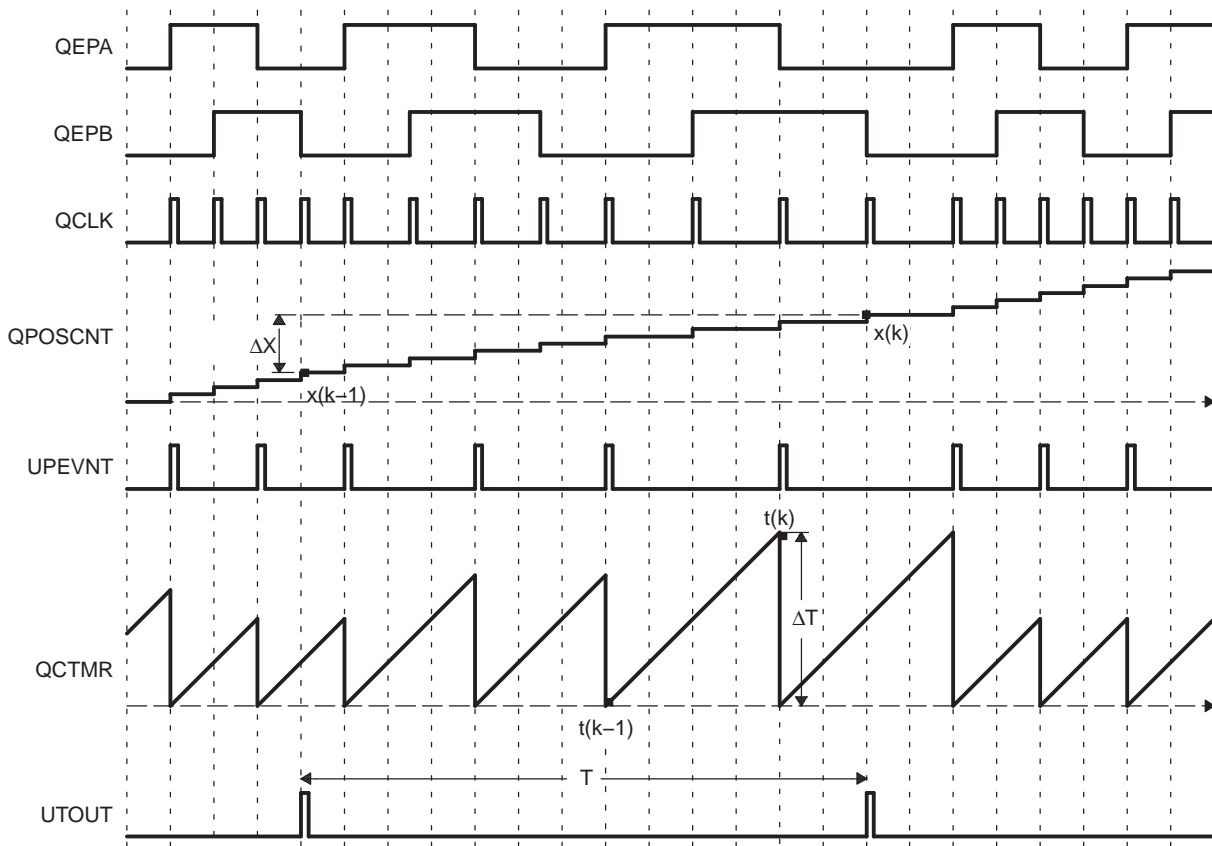 QEPA
QEPB
QCLK
QPOSCNT
ΔX
x(k)
x(k−1)
UPEVNT
t(k)
ΔT
QCTMR
t(k−1)
T
UTOUT